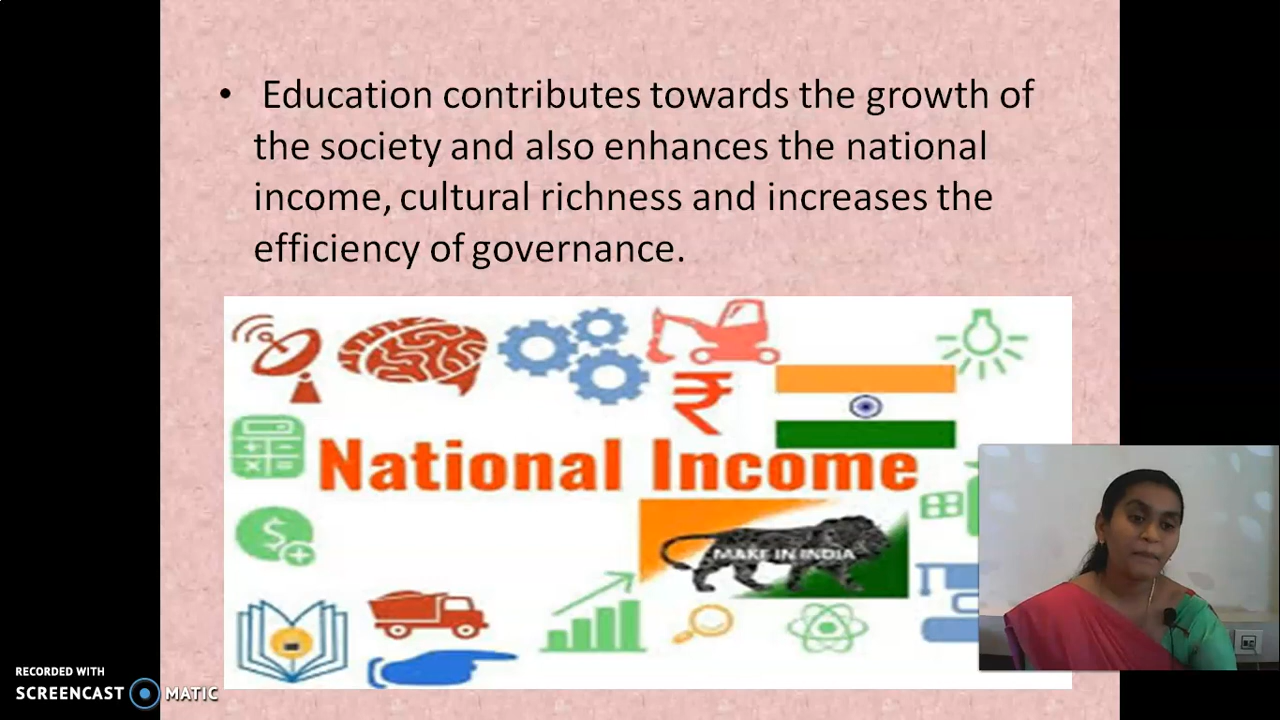 • Education contributes towards the growth of
the society and also enhances the national
income, cultural richness and increases the
efficiency of governance.
₹
National Income
$
MAKE IN INDIA
RECORDED WITH
SCREENCAST MATIC